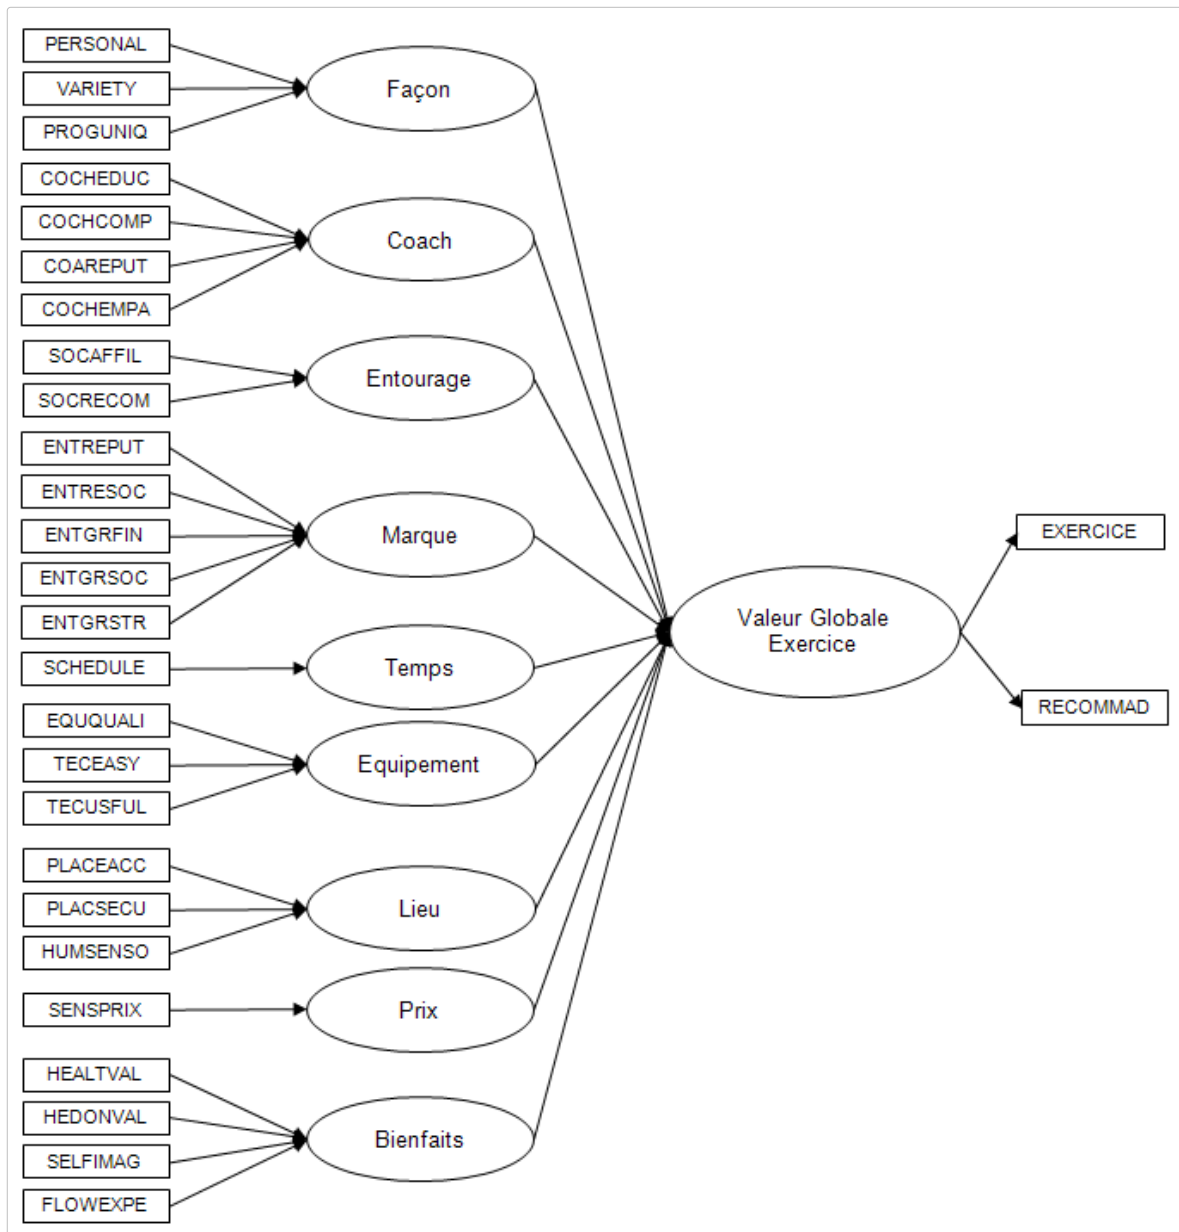 PERSONAL
VARIETY
PROGUNIQ
Façon
COCHEDUC
COCHCOMP
COAREPUT
COCHEMPA
Coach
SOCAFFIL
SOCRECOM
Entourage
ENTREPUT
ENTRESOC
ENTGRFIN
ENTGRSOC
ENTGRSTR
Marque
SCHEDULE
Temps
EQUQUALI
TECEASY
TECUSFUL
Equipement
PLACEACC
PLACSECU
HUMSENSO
Lieu
SENSPRIX
Prix
HEALTVAL
HEDONVAL
SELFIMAG
FLOWEXPE
Bienfaits
Valeur Globale
Exercice
EXERCICE
RECOMMAD